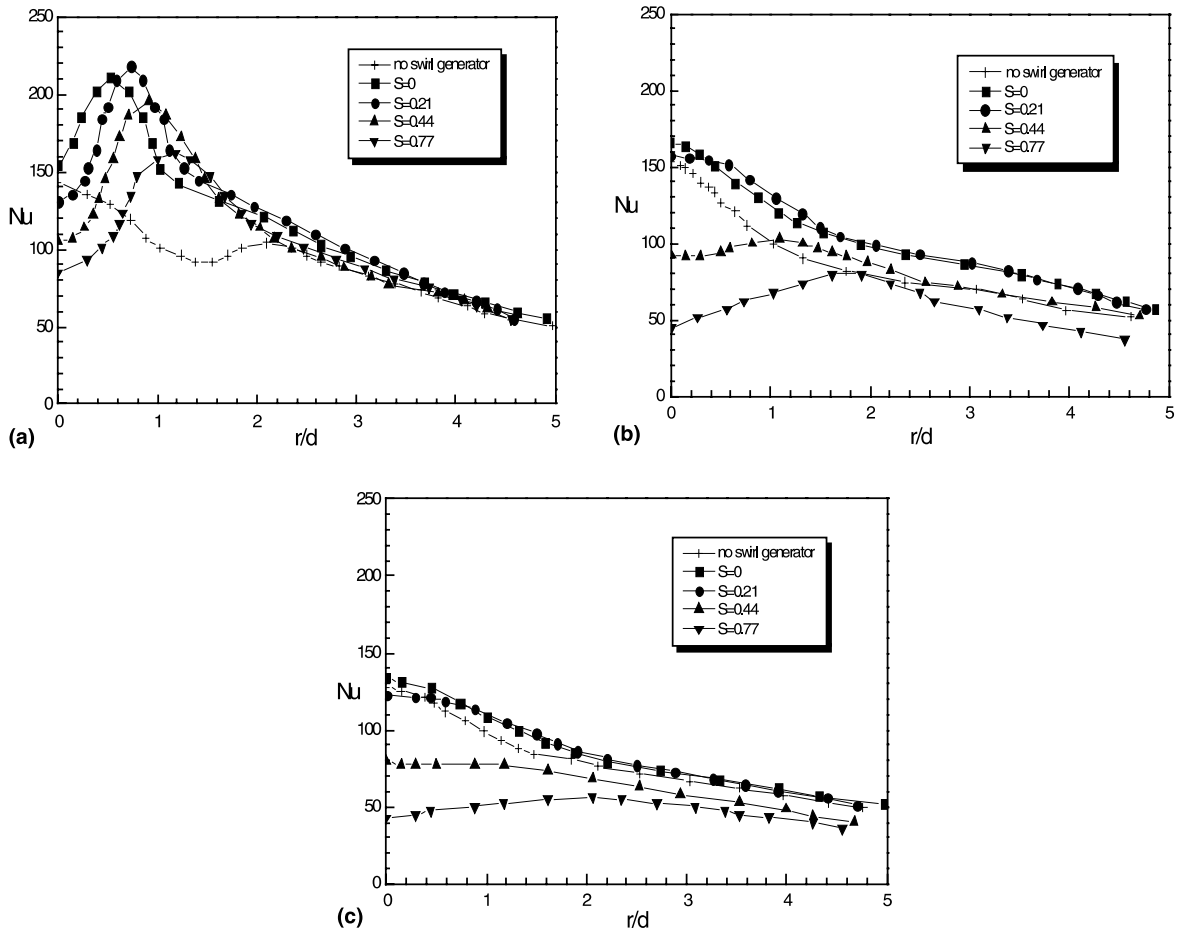 250
200
150
Nu
100
50
0
0 1 2 3 4 5
r/d
(a)
no swirl generator
S=0
S=0.21
S=0.44
S=0.77
250
200
150
Nu
100
50
0
0 1 2 3 4 5
r/d
(b)
no swirl generator
S=0
S=0.21
S=0.44
S=0.77
250
200
150
Nu
100
50
0
0 1 2 3 4 5
r/d
(c)
no swirl generator
S=0
S=0.21
S=0.44
S=0.77